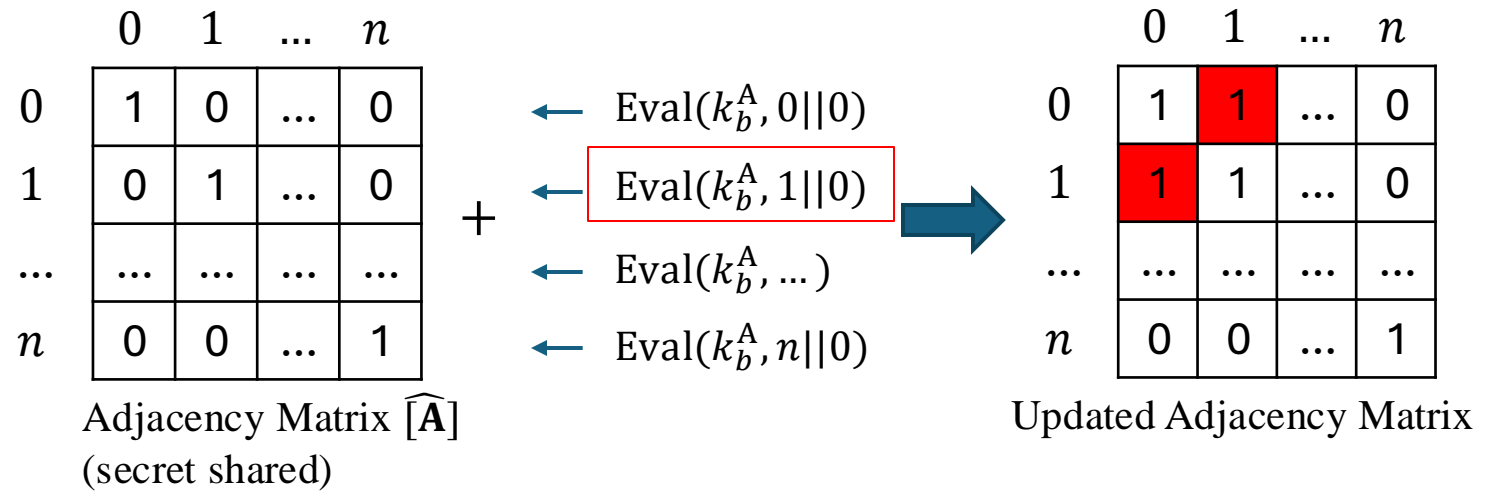 0 1 ... n
0 1 0 ... 0
1 0 1 ... 0
... ... ... ... ...
n 0 0 ... 1
Adjacency Matrix [\widehat{\mathbf{A}}]
(secret shared)
+
← Eval(k_b^A, 0||0)
← Eval(k_b^A, 1||0)
← Eval(k_b^A, ...)
← Eval(k_b^A, n||0)
0 1 ... n
0 1 1 ... 0
1 1 1 ... 0
... ... ... ... ...
n 0 0 ... 1
Updated Adjacency Matrix